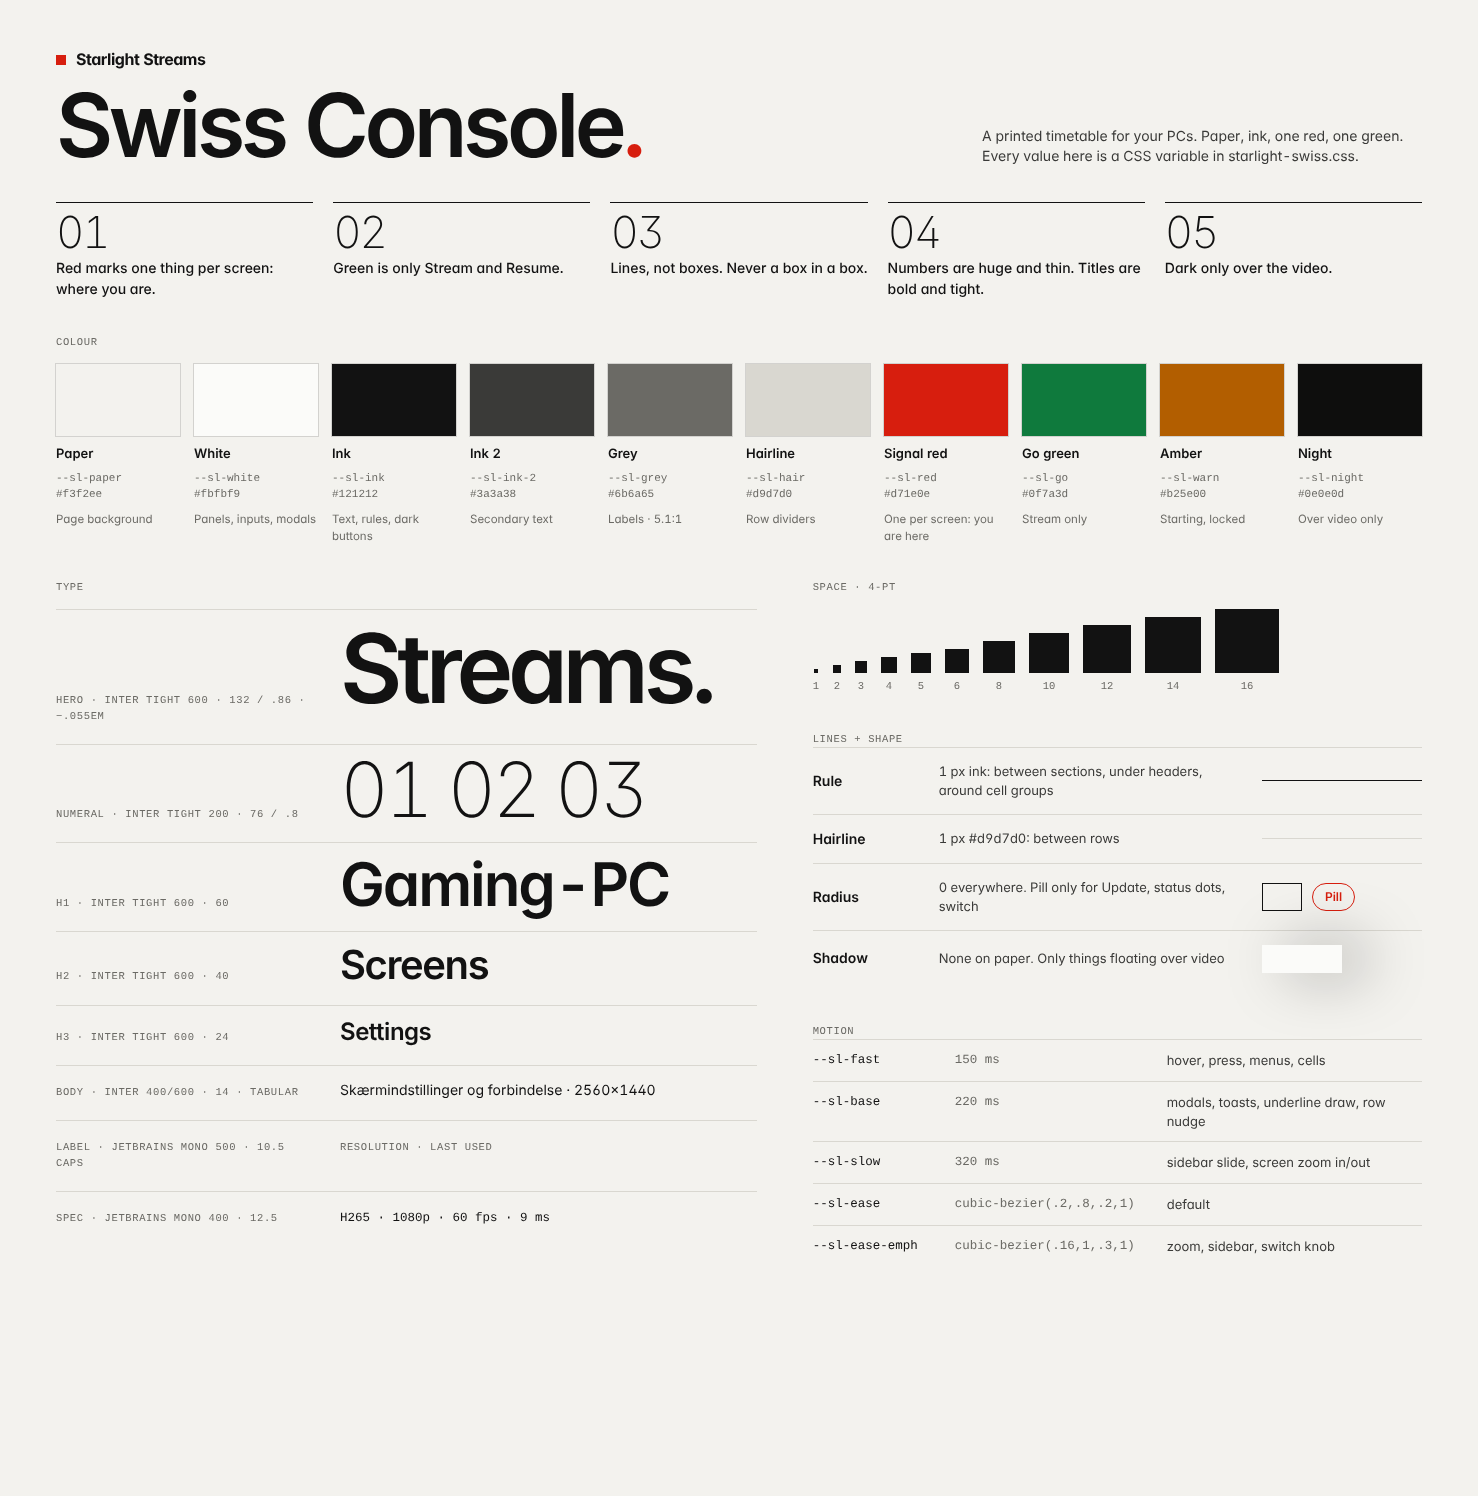 Starlight Streams
Swiss Console.
A printed timetable for your PCs. Paper, ink, one red, one green.
Every value here is a CSS variable in starlight-swiss.css.
01
Red marks one thing per screen:
where you are.
02
Green is only Stream and Resume.
03
Lines, not boxes. Never a box in a box.
04
Numbers are huge and thin. Titles are
bold and tight.
05
Dark only over the video.
COLOUR
Paper
--sl-paper
#f3f2ee
Page background
White
--sl-white
#fbfbf9
Panels, inputs, modals
Ink
--sl-ink
#121212
Text, rules, dark
buttons
Ink 2
--sl-ink-2
#3a3a38
Secondary text
Grey
--sl-grey
#6b6a65
Labels · 5.1:1
Hairline
--sl-hair
#d9d7d0
Row dividers
Signal red
--sl-red
#d71e0e
One per screen: you
are here
Go green
--sl-go
#0f7a3d
Stream only
Amber
--sl-warn
#b25e00
Starting, locked
Night
--sl-night
#0e0e0d
Over video only
TYPE
HERO · INTER TIGHT 600 · 132 / .86 ·
−.055EM
Streams.
NUMERAL · INTER TIGHT 200 · 76 / .8
01 02 03
H1 · INTER TIGHT 600 · 60
Gaming-PC
H2 · INTER TIGHT 600 · 40
Screens
H3 · INTER TIGHT 600 · 24
Settings
BODY · INTER 400/600 · 14 · TABULAR
Skærmindstillinger og forbindelse · 2560×1440
LABEL · JETBRAINS MONO 500 · 10.5
CAPS
RESOLUTION · LAST USED
SPEC · JETBRAINS MONO 400 · 12.5
H265 · 1080p · 60 fps · 9 ms
SPACE · 4-PT
1 2 3 4 5 6 8 10 12 14 16
LINES + SHAPE
Rule
1 px ink: between sections, under headers,
around cell groups
Hairline
1 px #d9d7d0: between rows
Radius
0 everywhere. Pill only for Update, status dots,
switch
Pill
Shadow
None on paper. Only things floating over video
MOTION
--sl-fast 150 ms hover, press, menus, cells
--sl-base 220 ms modals, toasts, underline draw, row
nudge
--sl-slow 320 ms sidebar slide, screen zoom in/out
--sl-ease cubic-bezier(.2,.8,.2,1) default
--sl-ease-emph cubic-bezier(.16,1,.3,1) zoom, sidebar, switch knob